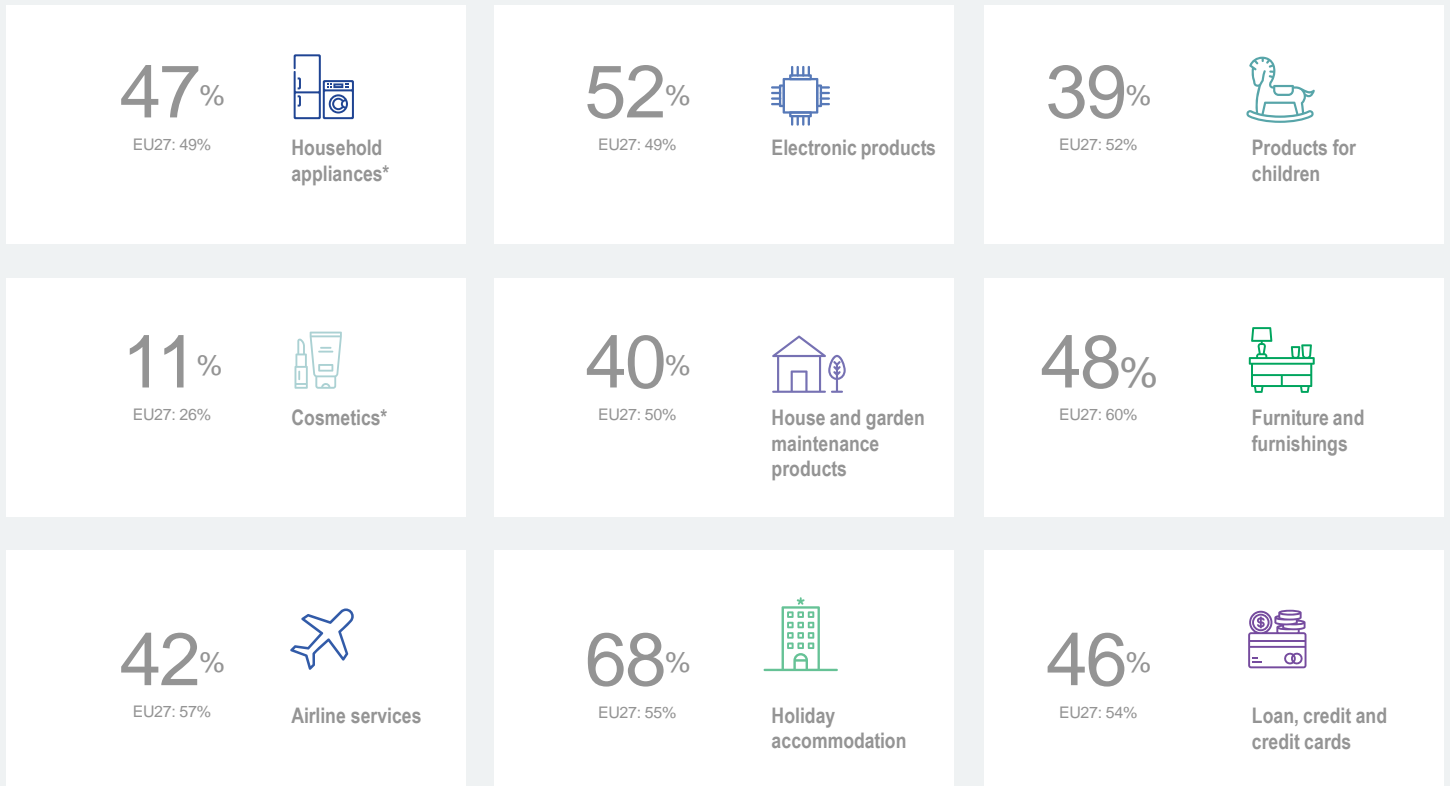 47%
EU27: 49%
Household
appliances*
52%
EU27: 49%
Electronic products
39%
EU27: 52%
Products for
children
11%
EU27: 26%
Cosmetics*
40%
EU27: 50%
House and garden
maintenance
products
48%
EU27: 60%
Furniture and
furnishings
42%
EU27: 57%
Airline services
68%
EU27: 55%
Holiday
accommodation
$
46%
EU27: 54%
Loan, credit and
credit cards